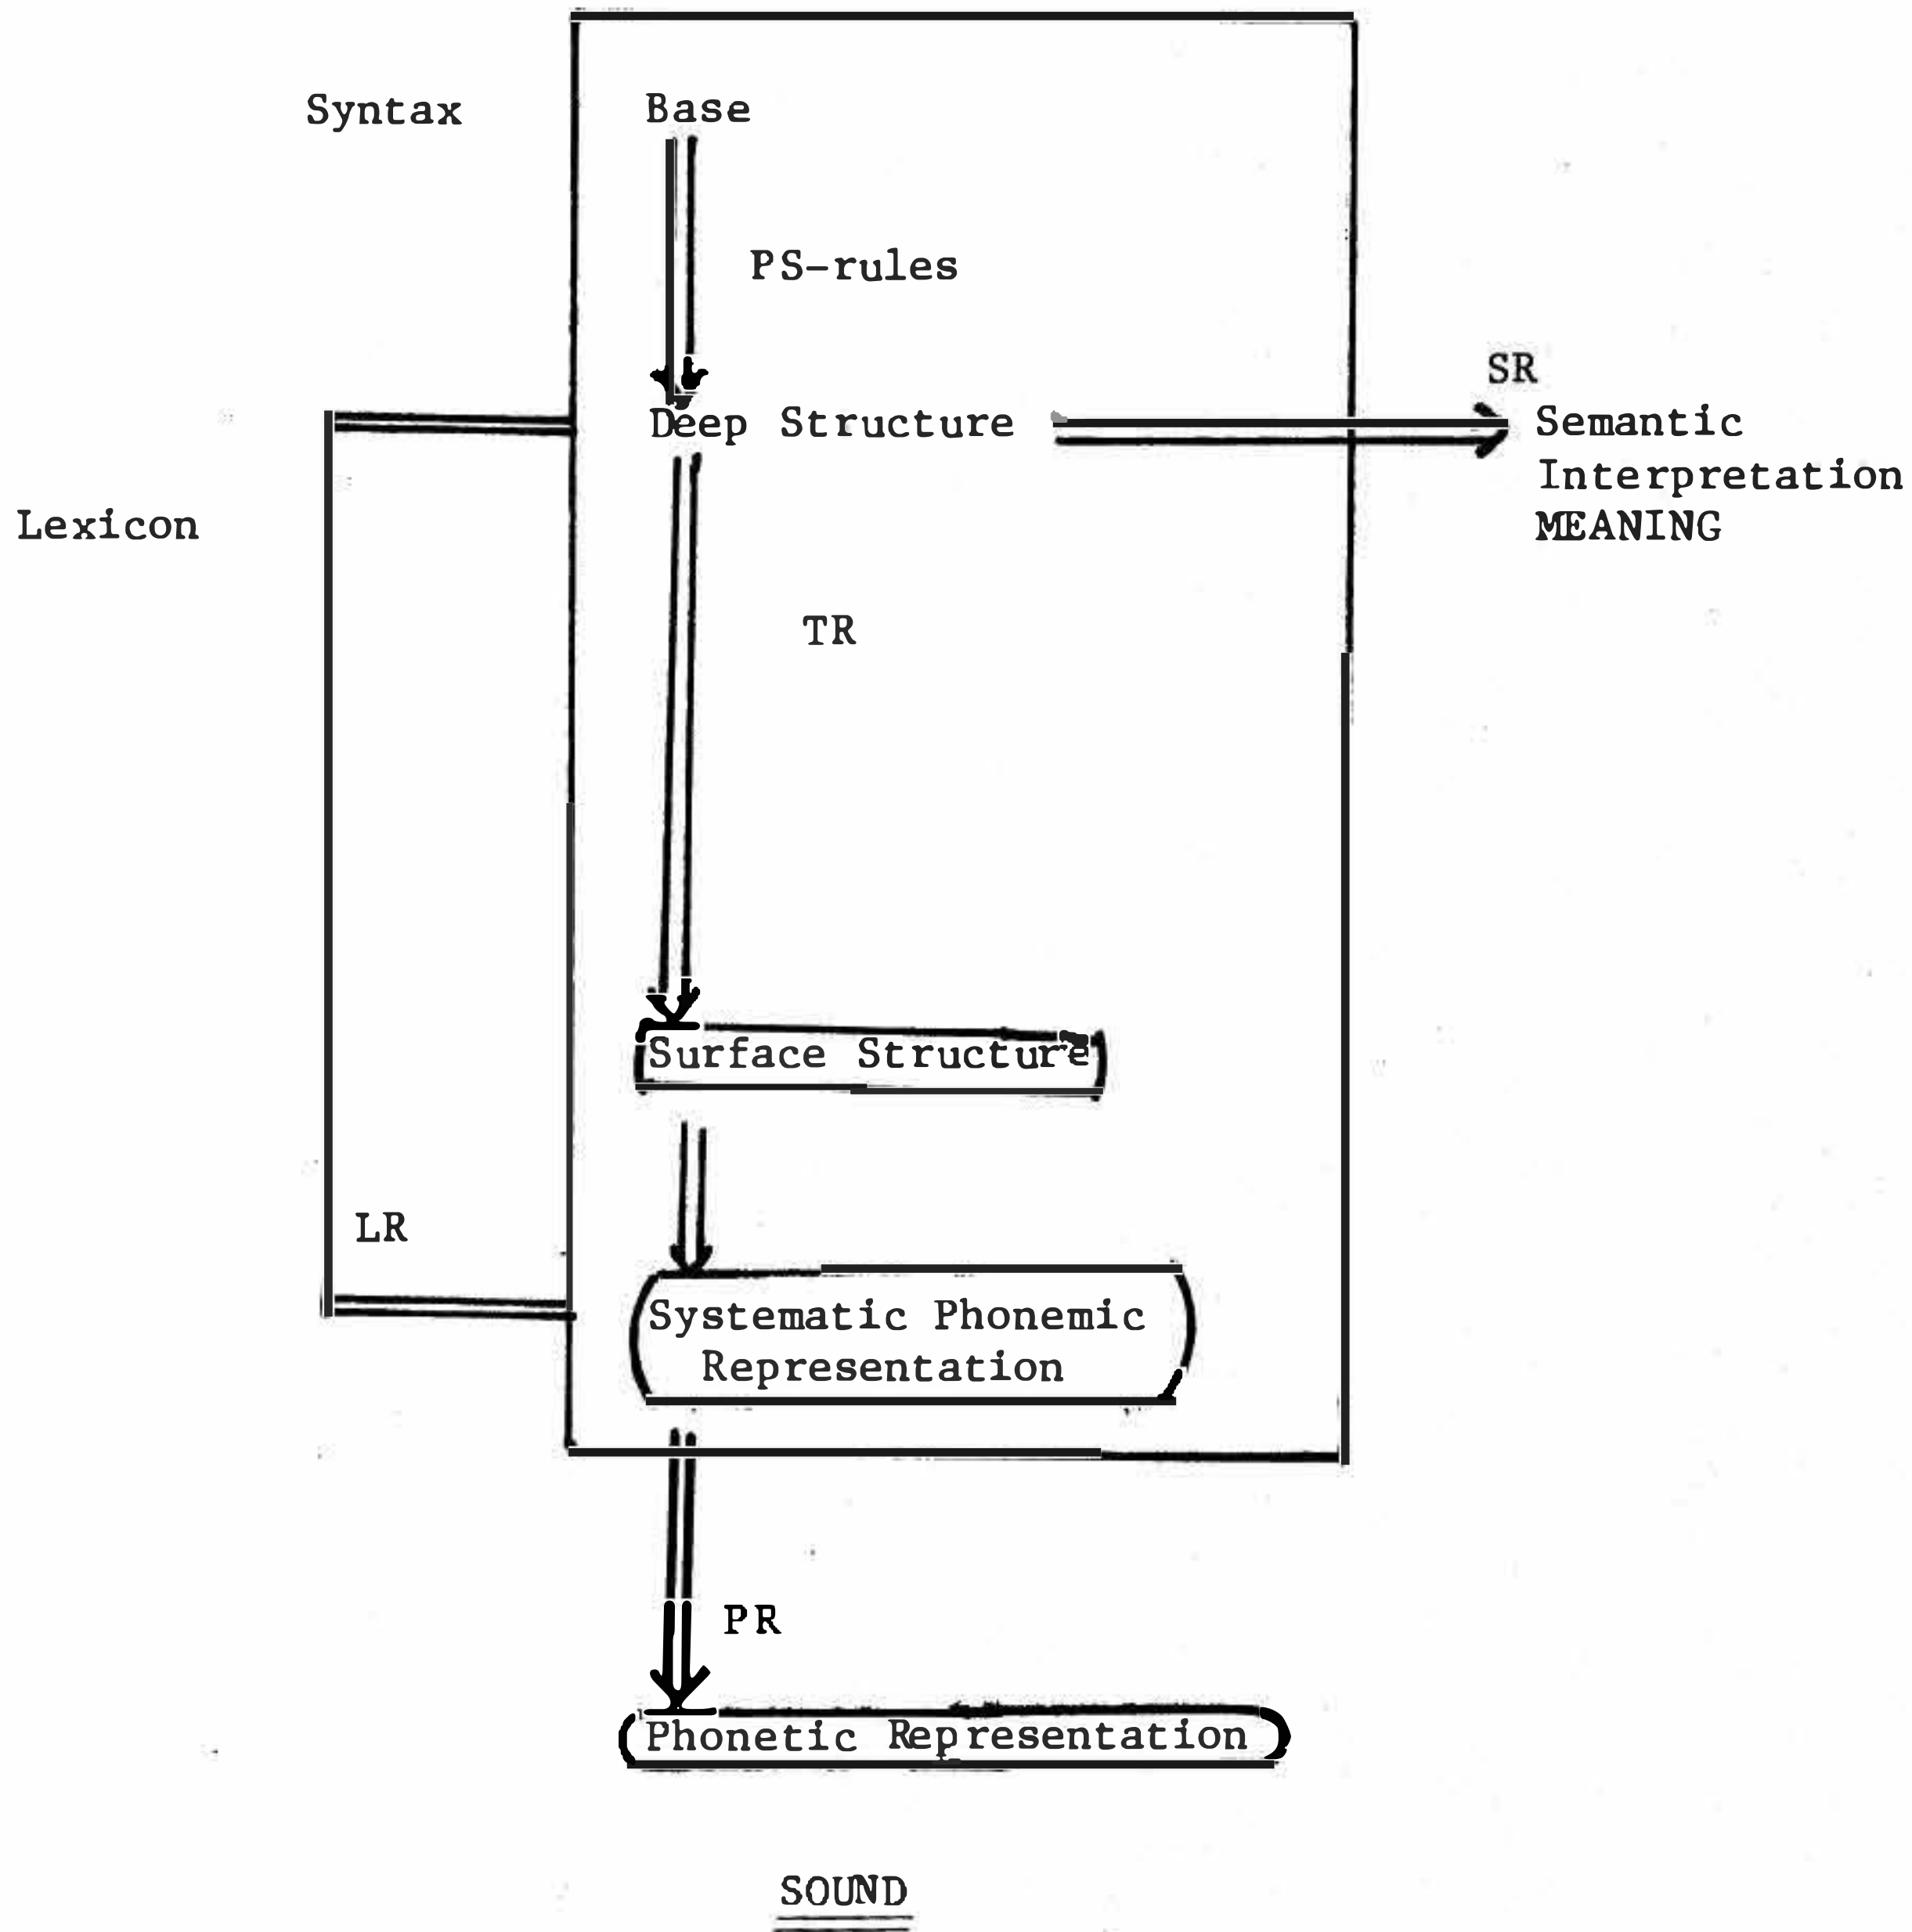 Syntax
Base
PS-rules
SR
Deep Structure
Semantic
Interpretation
MEANING
Lexicon
TR
Surface Structure
LR
Systematic Phonemic
Representation
PR
Phonetic Representation
SOUND